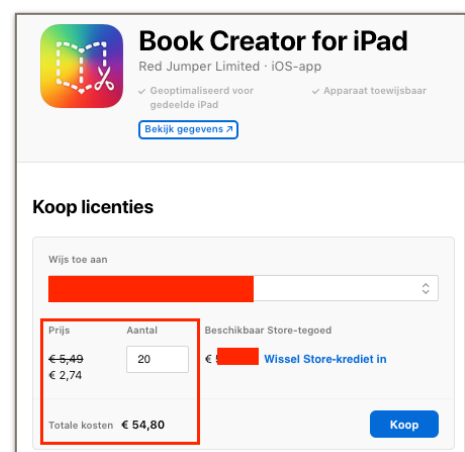 Book Creator for iPad
Red Jumper Limited · iOS-app
✓ Geoptimaliseerd voor gedeelde iPad
✓ Apparaat toewijsbaar
Bekijk gegevens ↗
Koop licenties
Wijs toe aan
Prijs Aantal Beschikbaar Store-tegoed
€ 5,49 20 € Wissel Store-krediet in
€ 2,74
Totale kosten € 54,80 Koop